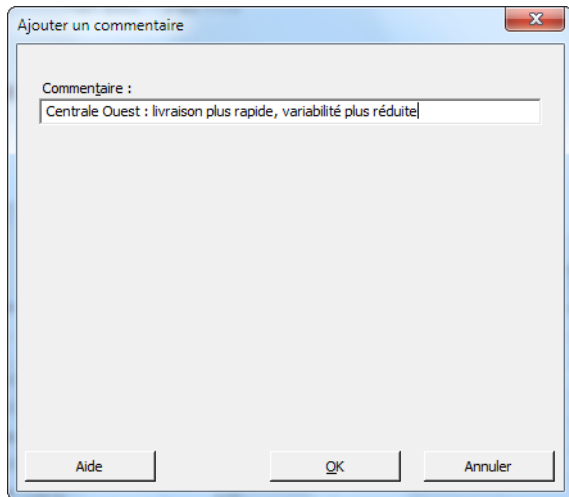 Ajouter un commentaire
Commentaire :
Centrale Ouest : livraison plus rapide, variabilité plus réduite
Aide
OK
Annuler